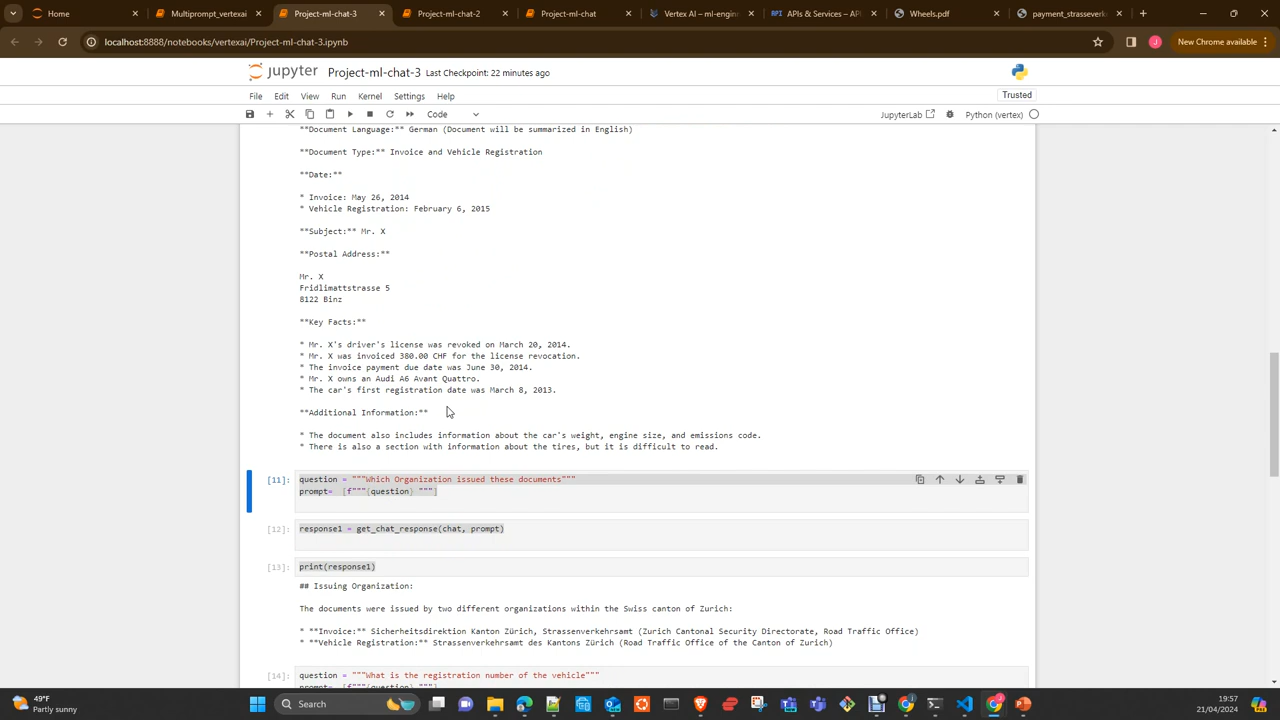 Home
Multiprompt_vertexai
Project-ml-chat-3
Project-ml-chat-2
Project-ml-chat
Vertex AI – ml-engine
APIs & Services – API
Wheels.pdf
payment_strasseverk
localhost:8888/notebooks/vertexai/Project-ml-chat-3.ipynb
New Chrome available
jupyter Project-ml-chat-3 Last Checkpoint: 22 minutes ago
File Edit View Run Kernel Settings Help
Trusted
Code
JupyterLab
Python (vertex)
**Document Language:** German (Document will be summarized in English)
**Document Type:** Invoice and Vehicle Registration
**Date:**
* Invoice: May 26, 2014
* Vehicle Registration: February 6, 2015
**Subject:** Mr. X
**Postal Address:**
Mr. X
Fridlimattstrasse 5
8122 Binz
**Key Facts:**
* Mr. X's driver's license was revoked on March 20, 2014.
* Mr. X was invoiced 380.00 CHF for the license revocation.
* The invoice payment due date was June 30, 2014.
* Mr. X owns an Audi A6 Avant Quattro.
* The car's first registration date was March 8, 2013.
**Additional Information:**
* The document also includes information about the car's weight, engine size, and emissions code.
* There is also a section with information about the tires, but it is difficult to read.
[11]: question = """Which Organization issued these documents"""
prompt= [f"""{question} """]
[12]: response1 = get_chat_response(chat, prompt)
[13]: print(response1)
## Issuing Organization:
The documents were issued by two different organizations within the Swiss canton of Zurich:
* **Invoice:** Sicherheitsdirektion Kanton Zürich, Strassenverkehrsamt (Zurich Cantonal Security Directorate, Road Traffic Office)
* **Vehicle Registration:** Strassenverkehrsamt des Kantons Zürich (Road Traffic Office of the Canton of Zurich)
[14]: question = """What is the registration number of the vehicle"""
prompt= [f"""{question} """]
49°F
Partly sunny
Search
19:57
21/04/2024